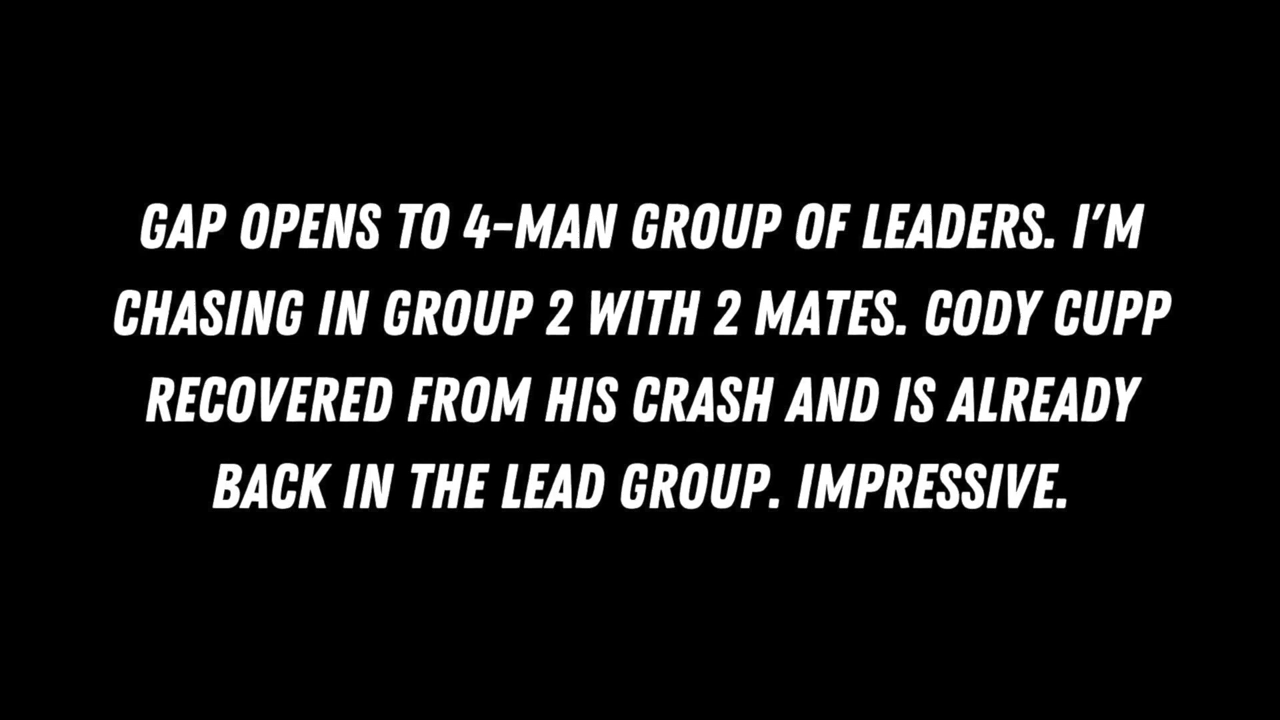 GAP OPENS TO 4-MAN GROUP OF LEADERS. I'M
CHASING IN GROUP 2 WITH 2 MATES. CODY CUPP
RECOVERED FROM HIS CRASH AND IS ALREADY
BACK IN THE LEAD GROUP. IMPRESSIVE.